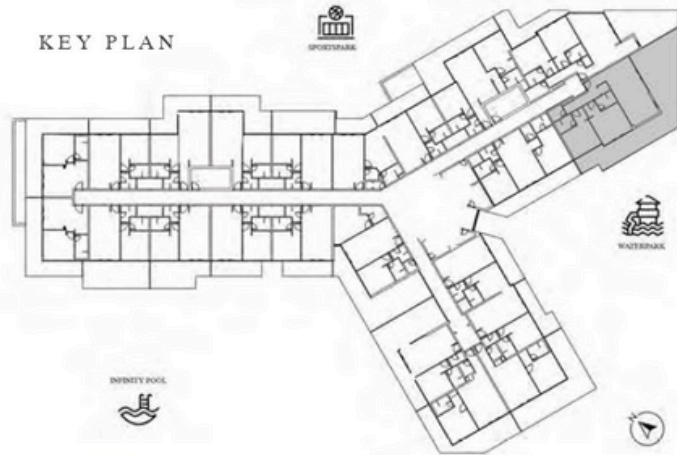 KEY PLAN
SPORTSPARK
WATERPARK
INFINITY POOL
N